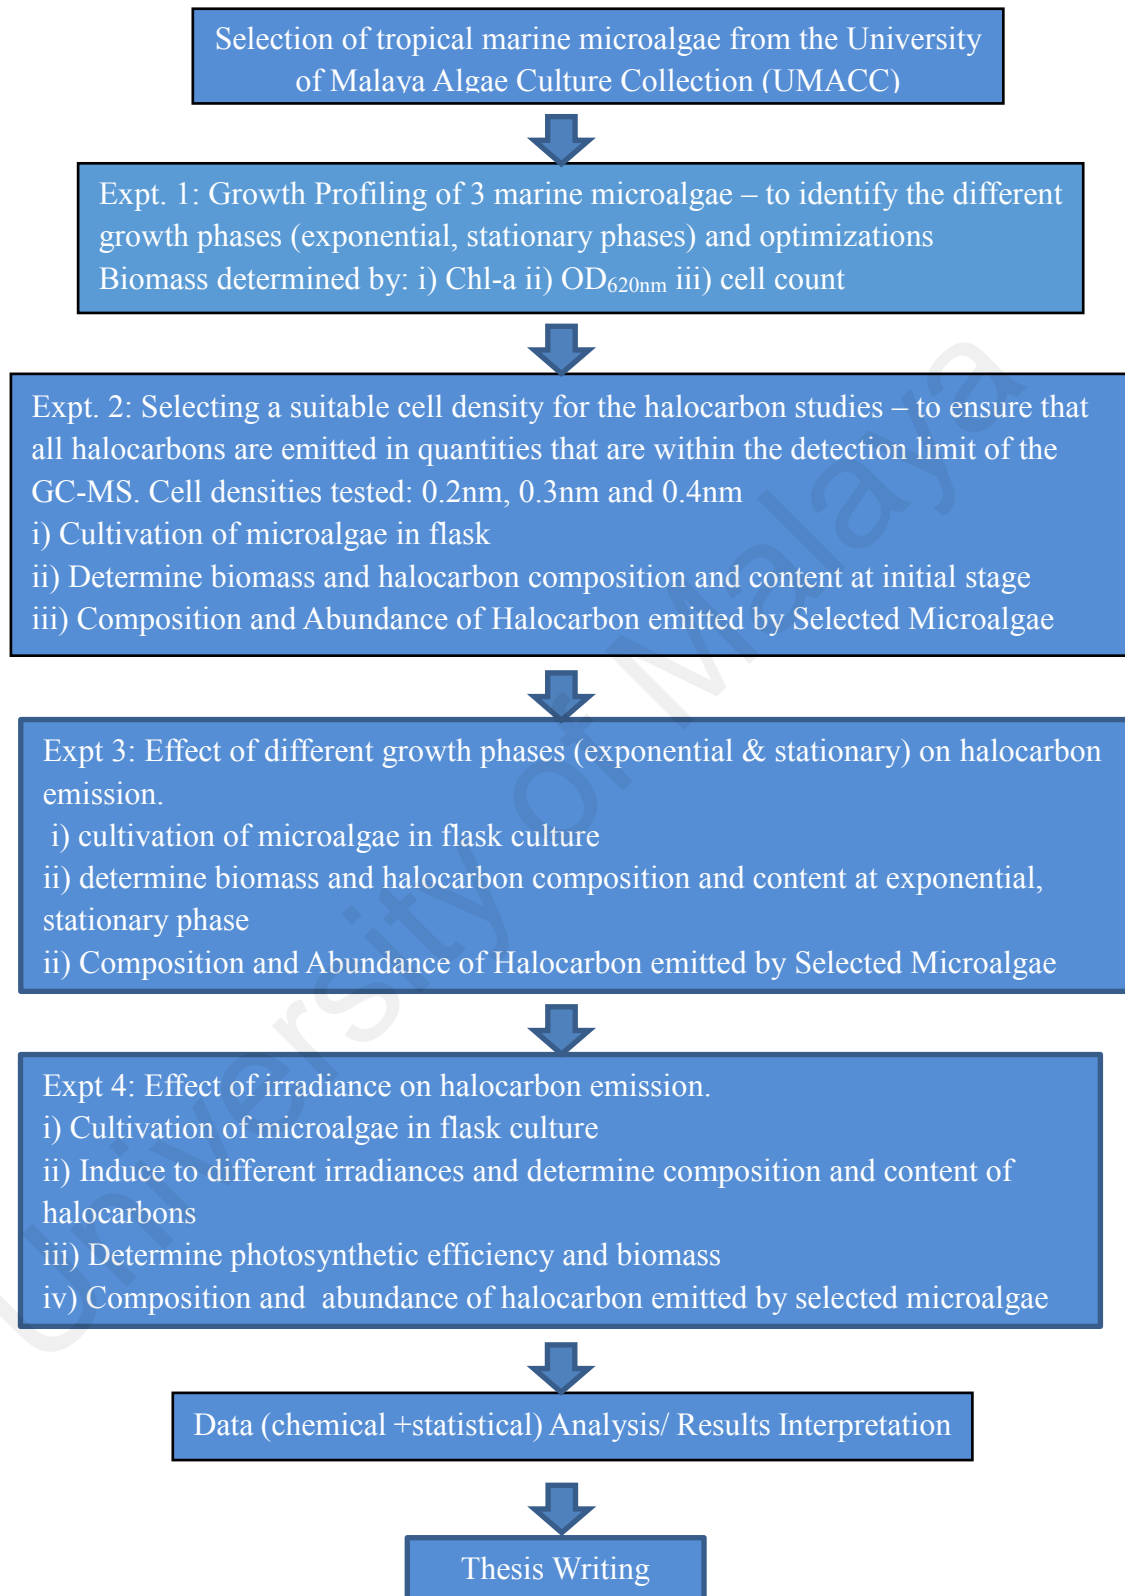 Selection of tropical marine microalgae from the University
of Malaya Algae Culture Collection (UMACC)
Expt. 1: Growth Profiling of 3 marine microalgae – to identify the different
growth phases (exponential, stationary phases) and optimizations
Biomass determined by: i) Chl-a ii) OD620nm iii) cell count
Expt. 2: Selecting a suitable cell density for the halocarbon studies – to ensure that
all halocarbons are emitted in quantities that are within the detection limit of the
GC-MS. Cell densities tested: 0.2nm, 0.3nm and 0.4nm
i) Cultivation of microalgae in flask
ii) Determine biomass and halocarbon composition and content at initial stage
iii) Composition and Abundance of Halocarbon emitted by Selected Microalgae
Expt 3: Effect of different growth phases (exponential & stationary) on halocarbon
emission.
i) cultivation of microalgae in flask culture
ii) determine biomass and halocarbon composition and content at exponential,
stationary phase
ii) Composition and Abundance of Halocarbon emitted by Selected Microalgae
Expt 4: Effect of irradiance on halocarbon emission.
i) Cultivation of microalgae in flask culture
ii) Induce to different irradiances and determine composition and content of
halocarbons
iii) Determine photosynthetic efficiency and biomass
iv) Composition and  abundance of halocarbon emitted by selected microalgae
Data (chemical +statistical) Analysis/ Results Interpretation
Thesis Writing
University of Malaya